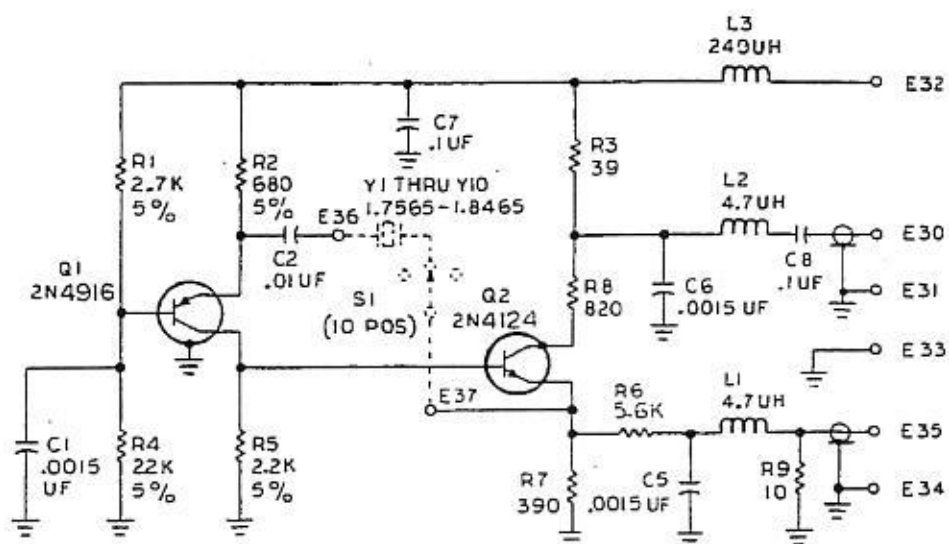 L3
240UH
E32
C7
.1UF
R1
2.7K
5%
R2
680
5%
R3
39
Y1 THRU Y10
1.7565-1.8465
L2
4.7UH
E36
E30
C2
.01UF
C8
.1UF
Q1
2N4916
S1
(10 POS)
Q2
2N4124
R8
820
C6
.0015 UF
E31
E33
E37
R6
5.6K
L1
4.7UH
E35
C1
.0015
UF
R4
22K
5%
R5
2.2K
5%
R7
390
C5
.0015 UF
R9
10
E34